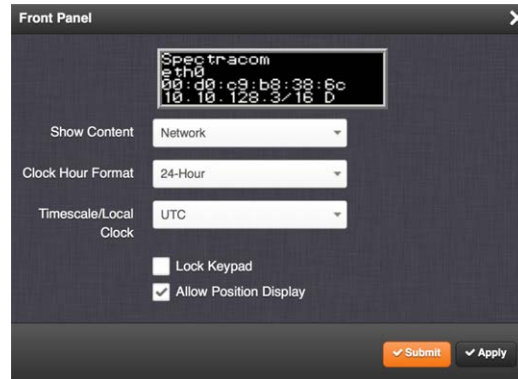 Front Panel
Spectracom
eth0
00:d0:c9:b8:38:6c
10.10.128.3/16 D
Show Content
Network
Clock Hour Format
24-Hour
Timescale/Local
Clock
UTC
Lock Keypad
Allow Position Display
Submit
Apply